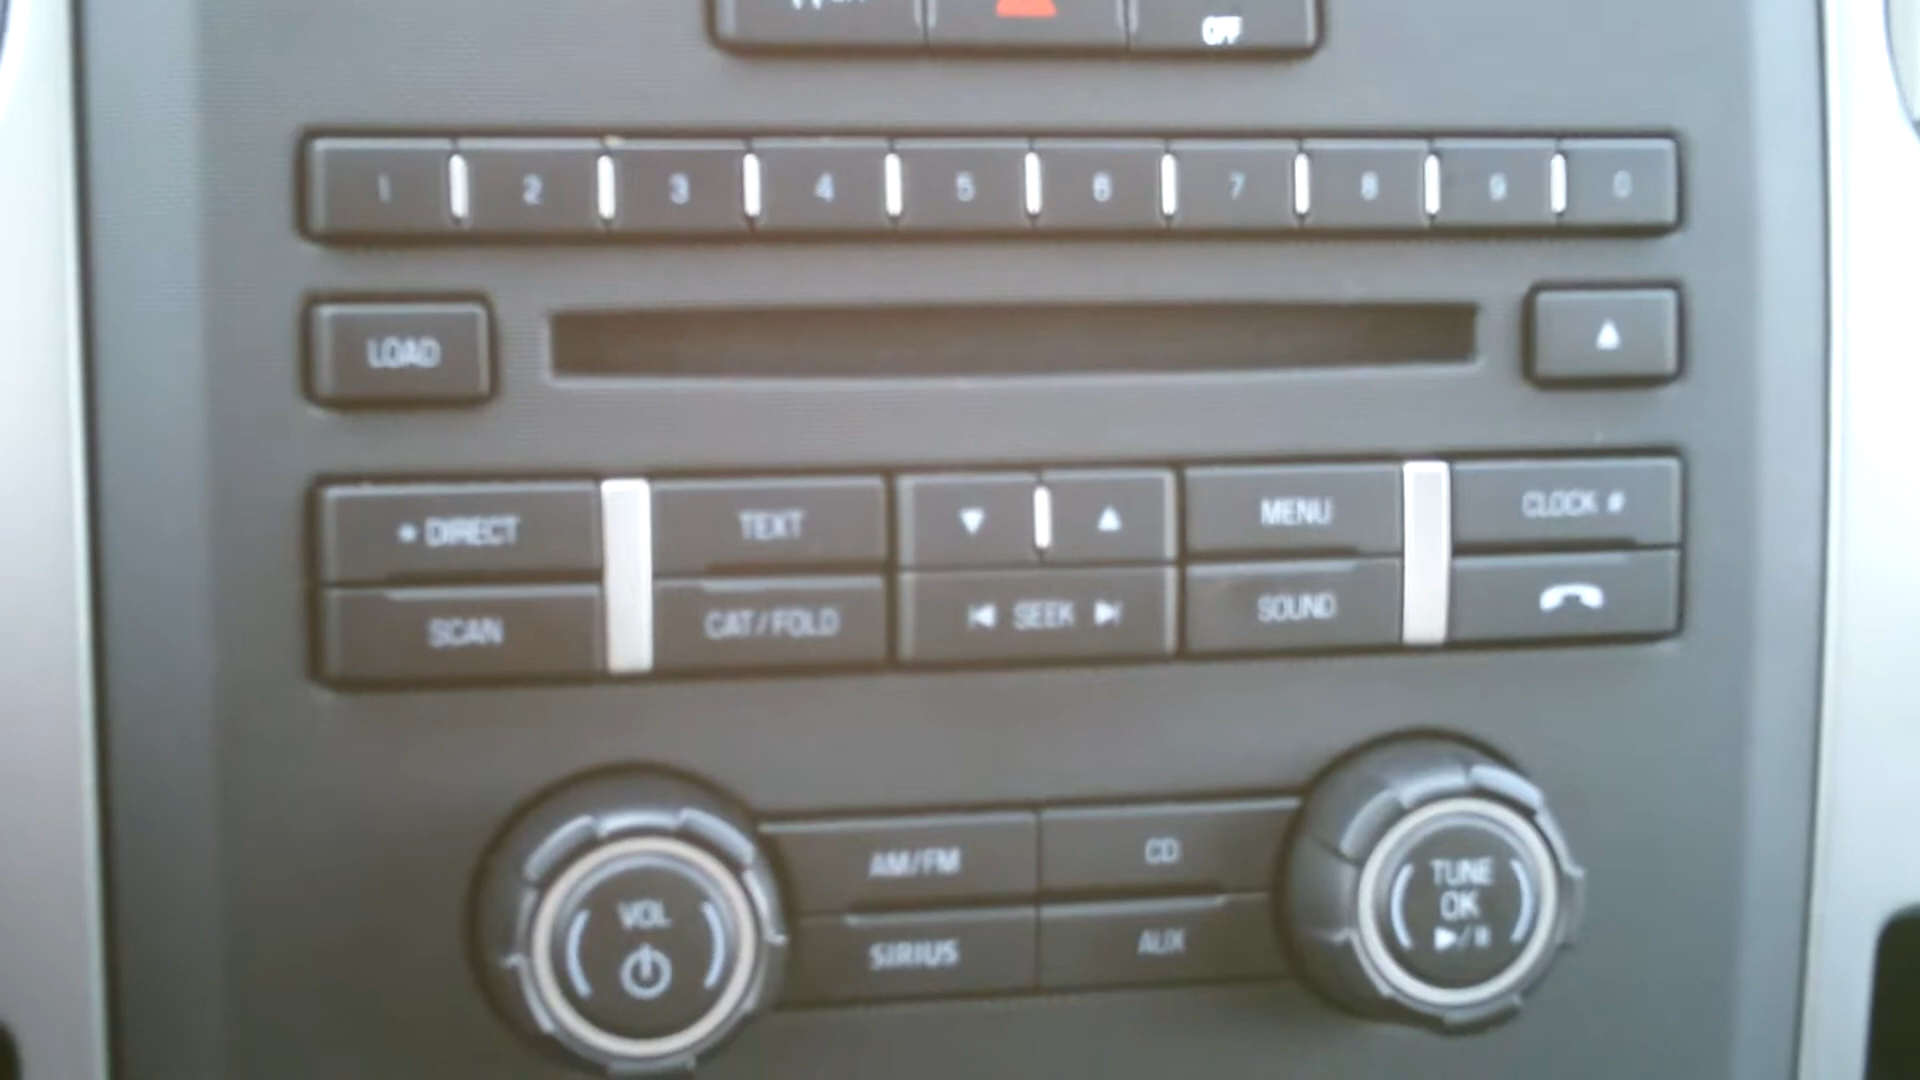 OFF
1 2 3 4 5 6 7 8 9 0
LOAD
* DIRECT TEXT MENU CLOCK #
SCAN CAT/FOLD SEEK SOUND
AM/FM CD
VOL SIRIUS AUX
TUNE
OK